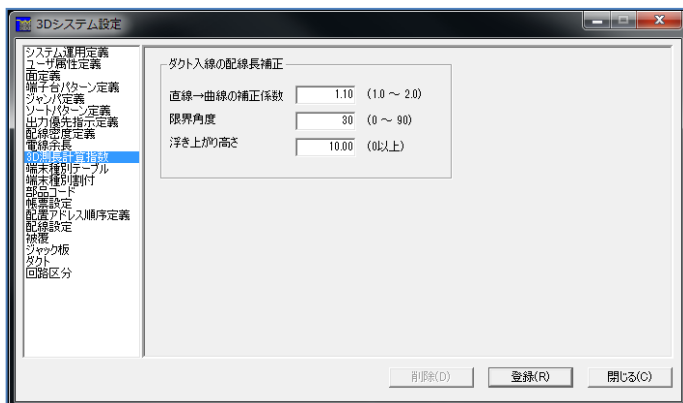 3Dシステム設定
システム運用定義
ユーザ属性定義
面定義
端子台パターン定義
ジャンパ定義
ソートパターン定義
出力優先指示定義
配線密度定義
電線余長
3D測長計算指数
端末種別テーブル
端末種別割付
部品コード
帳票設定
配置アドレス順序定義
配線設定
被覆
ジャック板
ダクト
回路区分
ダクト入線の配線長補正
直線→曲線の補正係数 1.10 (1.0 ～ 2.0)
限界角度 30 (0 ～ 90)
浮き上がり高さ 10.00 (0以上)
削除(D) 登録(R) 閉じる(C)